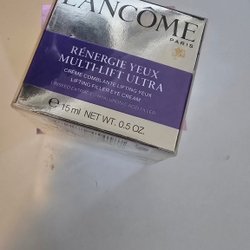 LANCÔME
PARIS
RÉNERGIE YEUX
MULTI-LIFT ULTRA
CRÈME COMBLANTE LIFTING YEUX
LIFTING FILLER EYE CREAM
15 ml NET WT. 0.5 OZ.